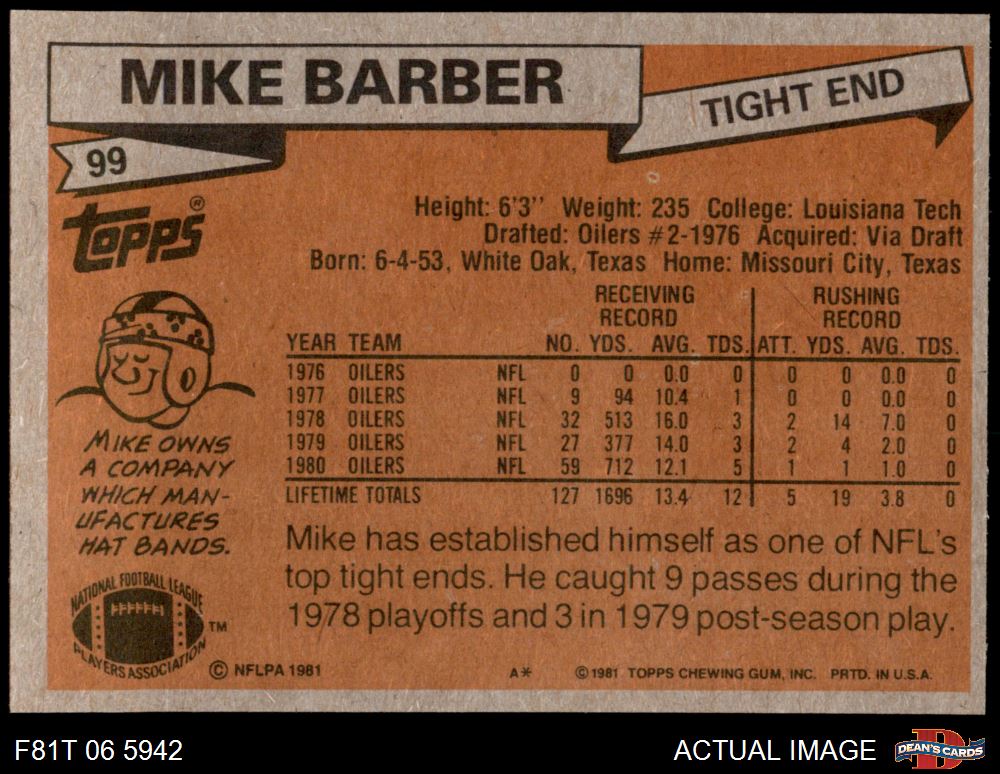 MIKE BARBER
TIGHT END
99
TOPPS®
Height: 6'3'' Weight: 235 College: Louisiana Tech
Drafted: Oilers #2-1976 Acquired: Via Draft
Born: 6-4-53, White Oak, Texas Home: Missouri City, Texas
RECEIVING RECORD RUSHING RECORD
YEAR TEAM NO. YDS. AVG. TDS. ATT. YDS. AVG. TDS.
1976 OILERS NFL 0 0 0.0 0 0 0 0.0 0
1977 OILERS NFL 9 94 10.4 1 0 0 0.0 0
1978 OILERS NFL 32 513 16.0 3 2 14 7.0 0
1979 OILERS NFL 27 377 14.0 3 2 4 2.0 0
1980 OILERS NFL 59 712 12.1 5 1 1 1.0 0
LIFETIME TOTALS 127 1696 13.4 12 5 19 3.8 0
MIKE OWNS
A COMPANY
WHICH MAN-
UFACTURES
HAT BANDS.
Mike has established himself as one of NFL's
top tight ends. He caught 9 passes during the
1978 playoffs and 3 in 1979 post-season play.
NATIONAL FOOTBALL LEAGUE
PLAYERS ASSOCIATION
TM
© NFLPA 1981
A*
© 1981 TOPPS CHEWING GUM, INC. PRTD. IN U.S.A.
F81T 06 5942
ACTUAL IMAGE
D
DEAN'S CARDS